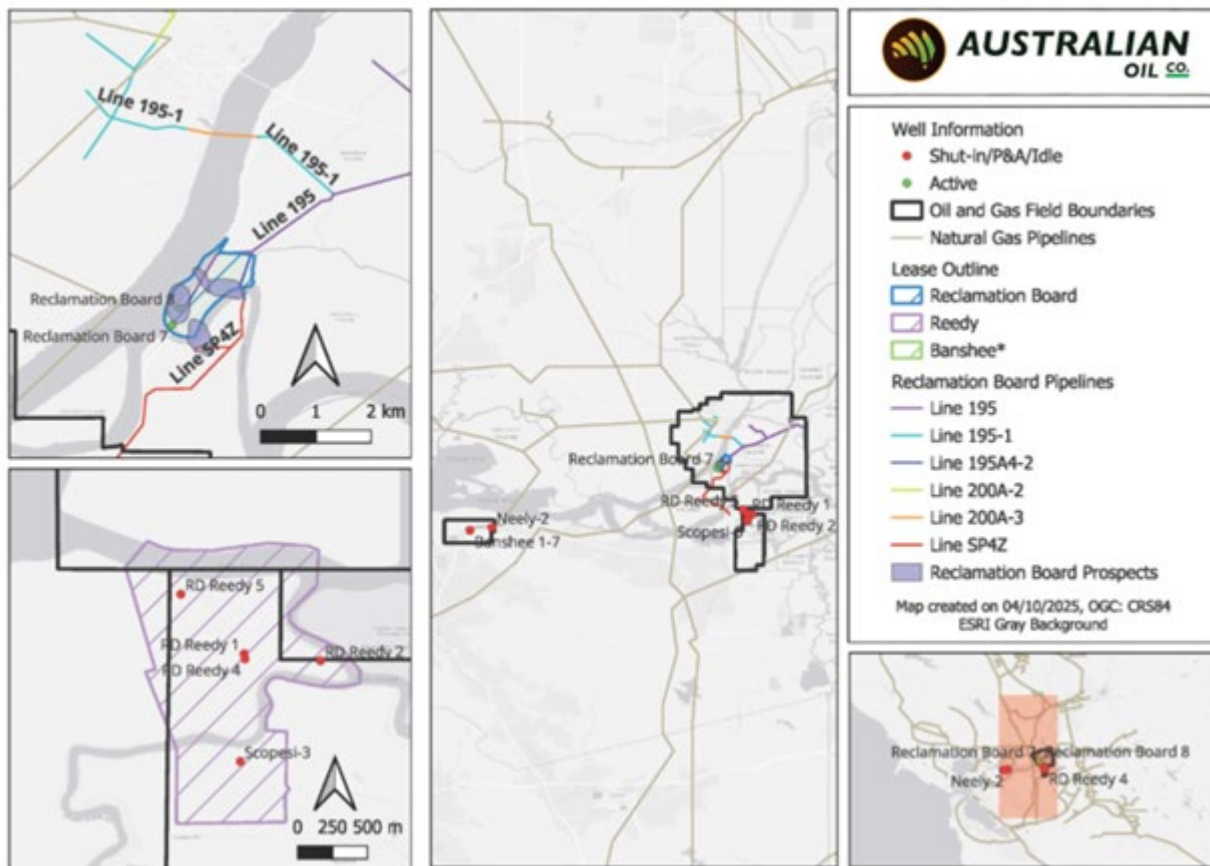 Line 195-1
Line 195-1
Line 195
Reclamation Board 8
Reclamation Board 7
Line SP4Z
0 1 2 km
RD Reedy 5
RD Reedy 1
RD Reedy 4
RD Reedy 2
Scopesi-3
0 250 500 m
Reclamation Board 7
RD Reedy 1
RD Reedy 2
Neely-2
Banshee 1-7
AUSTRALIAN
OIL CO.
Well Information
Shut-in/P&A/Idle
Active
Oil and Gas Field Boundaries
Natural Gas Pipelines
Lease Outline
Reclamation Board
Reedy
Banshee*
Reclamation Board Pipelines
Line 195
Line 195-1
Line 195A4-2
Line 200A-2
Line 200A-3
Line SP4Z
Reclamation Board Prospects
Map created on 04/10/2025, OGC: CRS84
ESRI Gray Background
Reclamation Board 8
Neely-2
RD Reedy 4